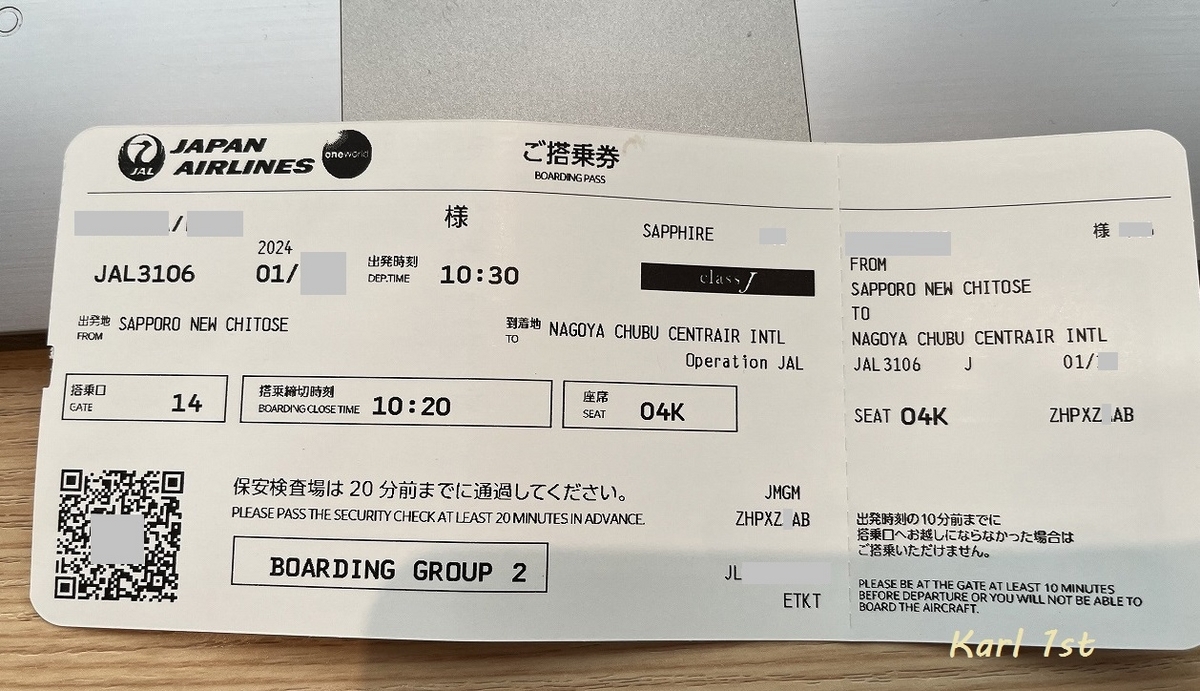 JAL
JAPAN
AIRLINES
oneworld
ご搭乗券
BOARDING PASS
/
様
SAPPHIRE
2024
JAL3106
01/
出発時刻
DEP.TIME
10:30
class J
出発地
FROM
SAPPORO NEW CHITOSE
到着地
TO
NAGOYA CHUBU CENTRAIR INTL
Operation JAL
搭乗口
GATE
14
搭乗締切時刻
BOARDING CLOSE TIME
10:20
座席
SEAT
04K
保安検査場は20分前までに通過してください。
PLEASE PASS THE SECURITY CHECK AT LEAST 20 MINUTES IN ADVANCE.
BOARDING GROUP 2
JMGM
ZHPXZ AB
JL
ETKT
様
FROM
SAPPORO NEW CHITOSE
TO
NAGOYA CHUBU CENTRAIR INTL
JAL3106 J 01/
SEAT 04K ZHPXZ AB
出発時刻の10分前までに
搭乗口へお越しにならなかった場合は
ご搭乗いただけません。
PLEASE BE AT THE GATE AT LEAST 10 MINUTES
BEFORE DEPARTURE OR YOU WILL NOT BE ABLE TO
BOARD THE AIRCRAFT.
Karl 1st